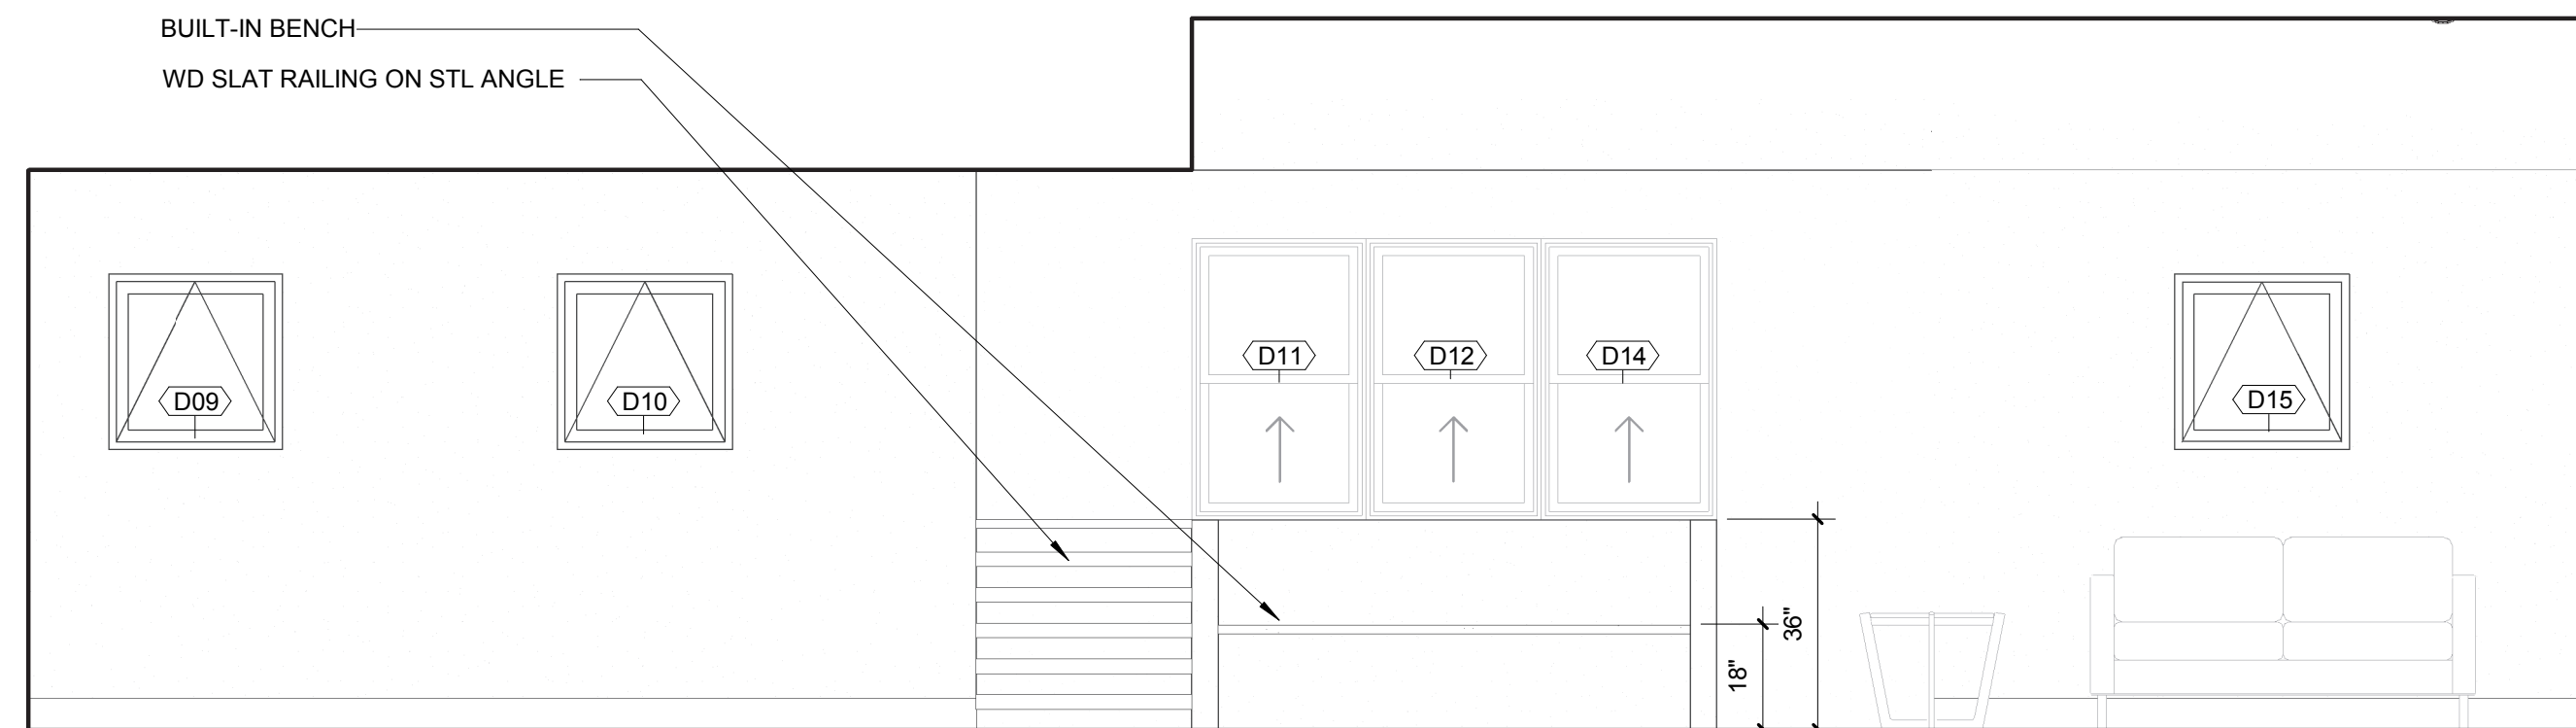 BUILT-IN BENCH
WD SLAT RAILING ON STL ANGLE
D11
D12
D14
D09
D10
D15
36"
18"